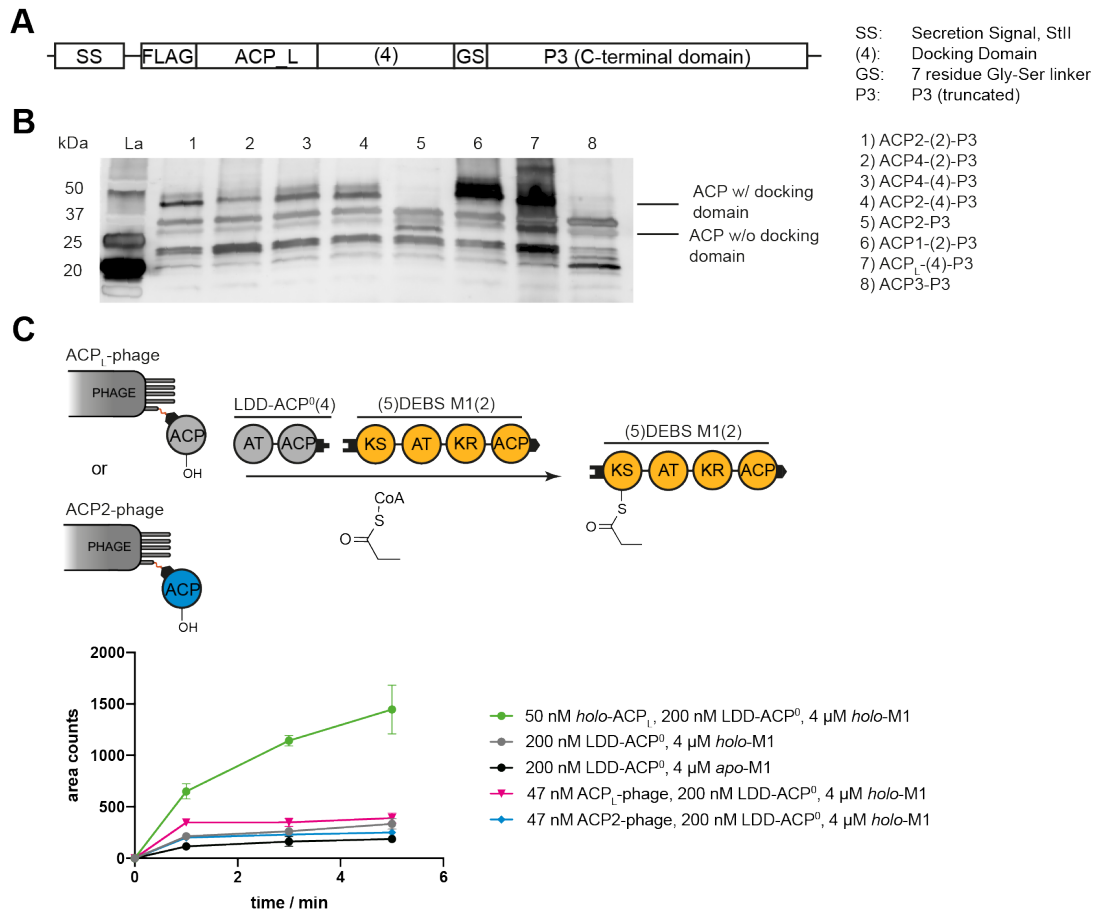 A
SS FLAG ACP_L (4) GS P3 (C-terminal domain)
SS: Secretion Signal, StII
(4): Docking Domain
GS: 7 residue Gly-Ser linker
P3: P3 (truncated)
B
kDa La 1 2 3 4 5 6 7 8
50
37
25
20
ACP w/ docking
domain
ACP w/o docking
domain
1) ACP2-(2)-P3
2) ACP4-(2)-P3
3) ACP4-(4)-P3
4) ACP2-(4)-P3
5) ACP2-P3
6) ACP1-(2)-P3
7) ACP_L-(4)-P3
8) ACP3-P3
C
ACP_L-phage
PHAGE
ACP
OH
or
ACP2-phage
PHAGE
ACP
OH
LDD-ACP⁰(4) (5)DEBS M1(2)
AT ACP KS AT KR ACP
CoA
S
O
(5)DEBS M1(2)
KS AT KR ACP
S
O
2000
1500
1000
500
0
area counts
0 2 4 6
time / min
50 nM holo-ACP_L, 200 nM LDD-ACP⁰, 4 µM holo-M1
200 nM LDD-ACP⁰, 4 µM holo-M1
200 nM LDD-ACP⁰, 4 µM apo-M1
47 nM ACP_L-phage, 200 nM LDD-ACP⁰, 4 µM holo-M1
47 nM ACP2-phage, 200 nM LDD-ACP⁰, 4 µM holo-M1